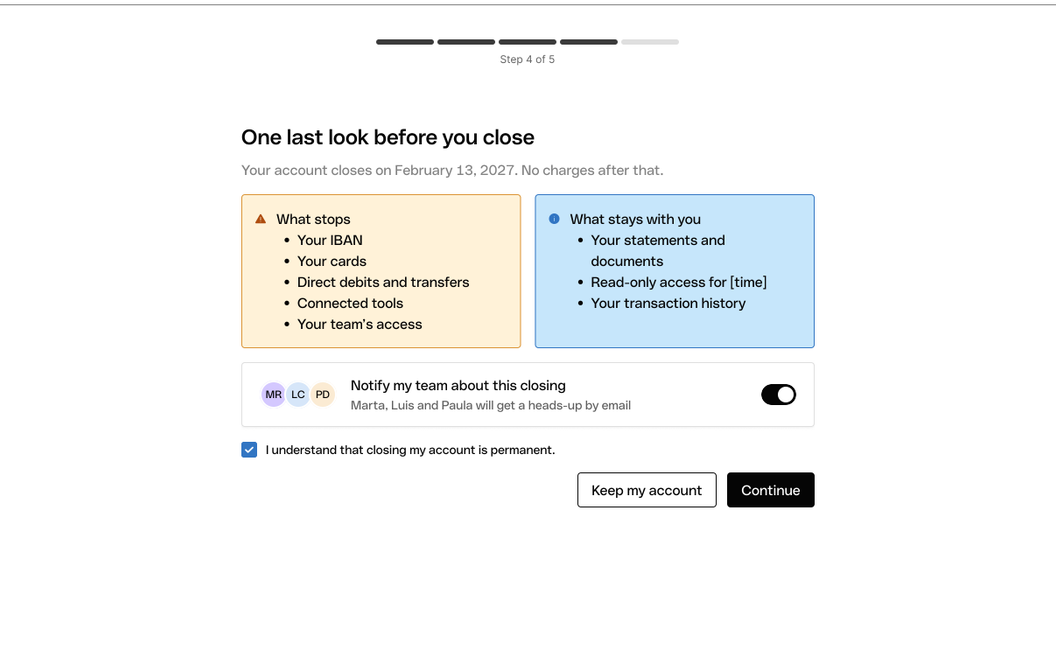 Step 4 of 5
One last look before you close
Your account closes on February 13, 2027. No charges after that.
What stops
• Your IBAN
• Your cards
• Direct debits and transfers
• Connected tools
• Your team's access
What stays with you
• Your statements and
documents
• Read-only access for [time]
• Your transaction history
MR LC PD
Notify my team about this closing
Marta, Luis and Paula will get a heads-up by email
I understand that closing my account is permanent.
Keep my account
Continue